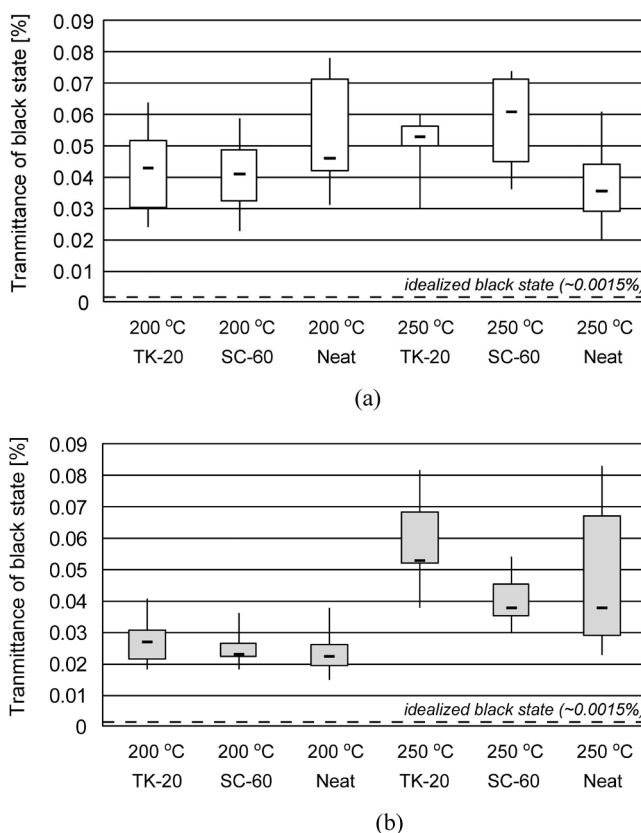 Tranmittance of black state [%]
0.09
0.08
0.07
0.06
0.05
0.04
0.03
0.02
0.01
0
idealized black state (~0.0015%)
200 °C 200 °C 200 °C 250 °C 250 °C 250 °C
TK-20 SC-60 Neat TK-20 SC-60 Neat
(a)
Tranmittance of black state [%]
0.09
0.08
0.07
0.06
0.05
0.04
0.03
0.02
0.01
0
idealized black state (~0.0015%)
200 °C 200 °C 200 °C 250 °C 250 °C 250 °C
TK-20 SC-60 Neat TK-20 SC-60 Neat
(b)